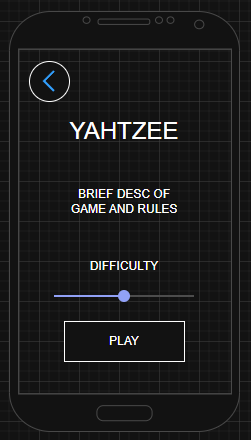 YAHTZEE
BRIEF DESC OF
GAME AND RULES
DIFFICULTY
PLAY